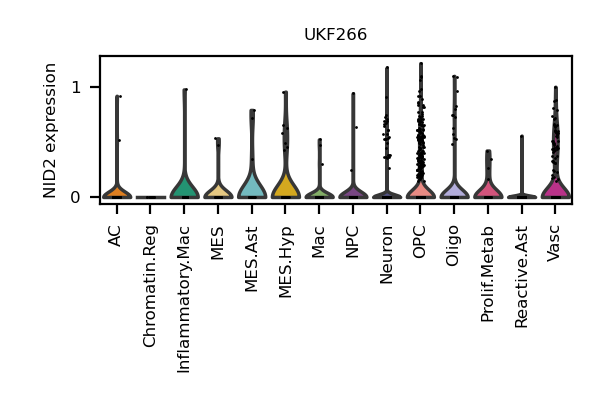 UKF266
NID2 expression
1
0
AC
Chromatin.Reg
Inflammatory.Mac
MES
MES.Ast
MES.Hyp
Mac
NPC
Neuron
OPC
Oligo
Prolif.Metab
Reactive.Ast
Vasc